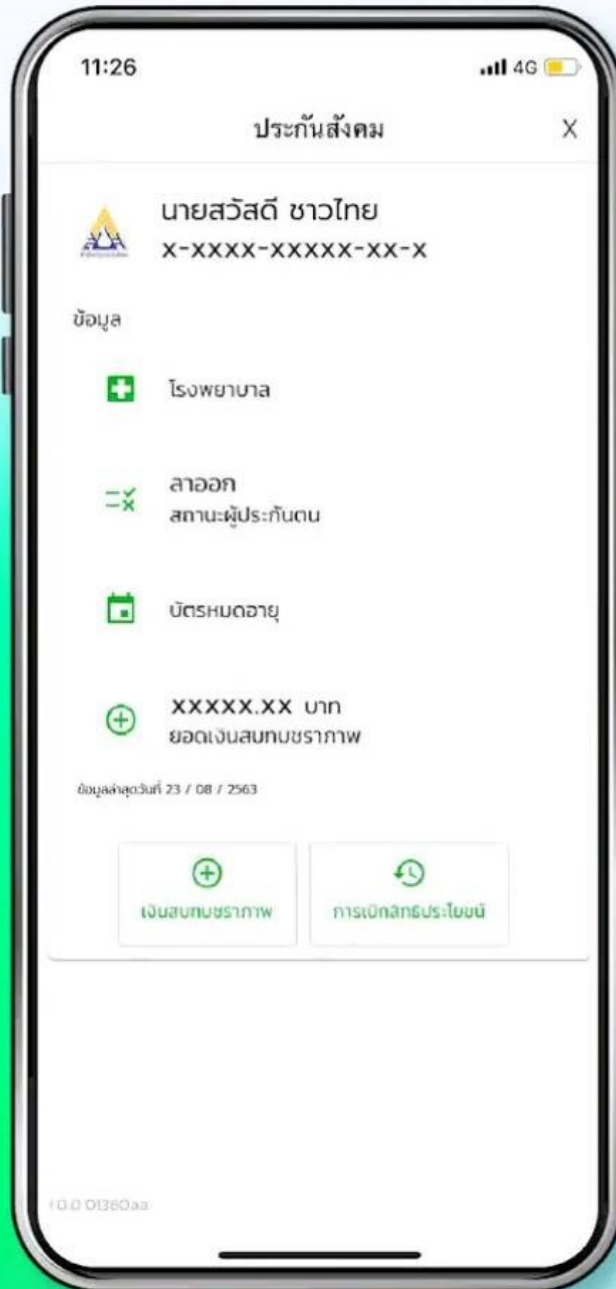 11:26
4G
ประกันสังคม X
นายสวัสดี ชาวไทย
x-xxxx-xxxxx-xx-x
ข้อมูล
โรงพยาบาล
ลาออก
สถานะผู้ประกันตน
บัตรหมดอายุ
XXXXX.XX บาท
ยอดเงินสมทบชราภาพ
ข้อมูลล่าสุดวันที่ 23 / 08 / 2563
เงินสมทบชราภาพ
การเบิกสิทธิประโยชน์